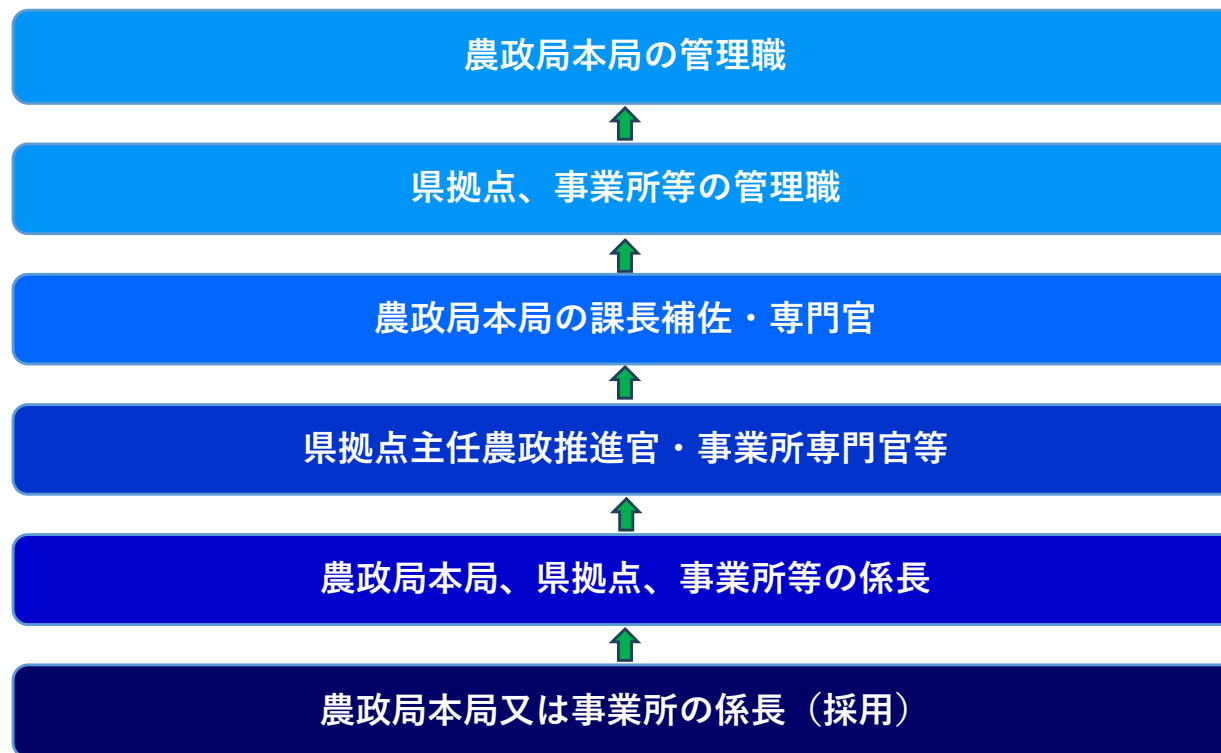 農政局本局の管理職
県拠点、事業所等の管理職
農政局本局の課長補佐・専門官
県拠点主任農政推進官・事業所専門官等
農政局本局、県拠点、事業所等の係長
農政局本局又は事業所の係長（採用）